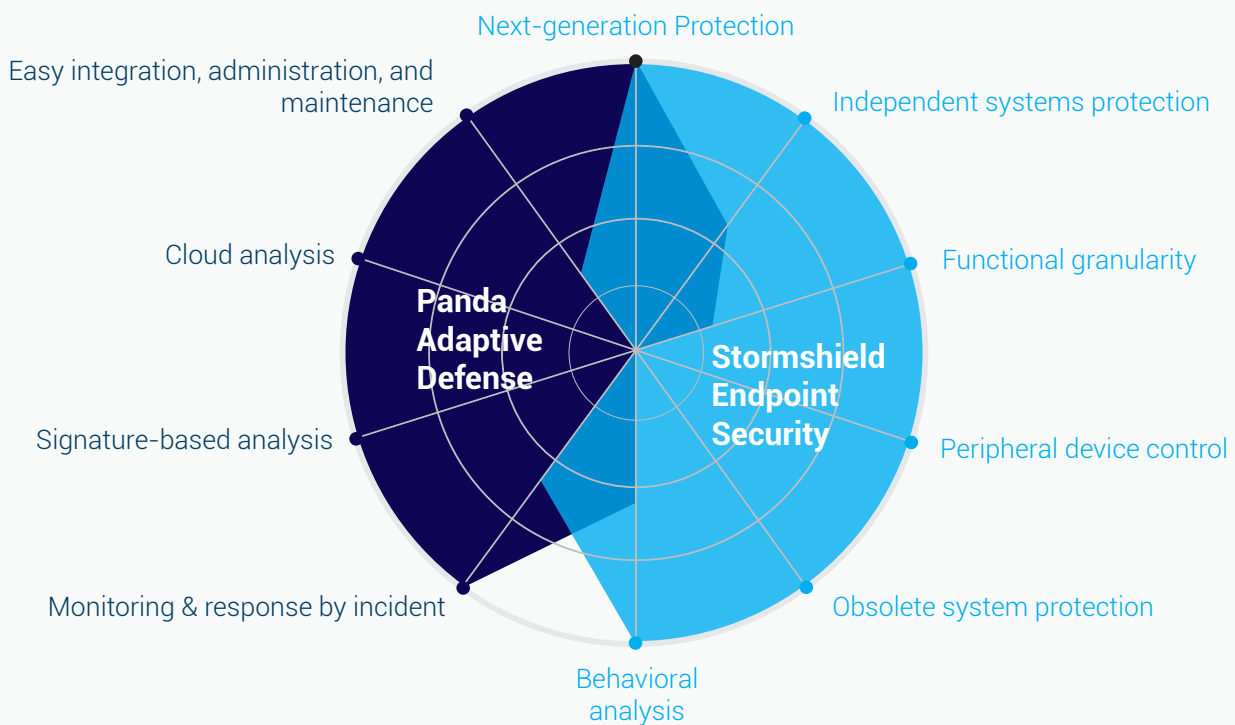 Next-generation Protection
Easy integration, administration, and
maintenance
Independent systems protection
Cloud analysis
Functional granularity
Panda
Adaptive
Defense
Stormshield
Endpoint
Security
Signature-based analysis
Peripheral device control
Monitoring & response by incident
Obsolete system protection
Behavioral
analysis